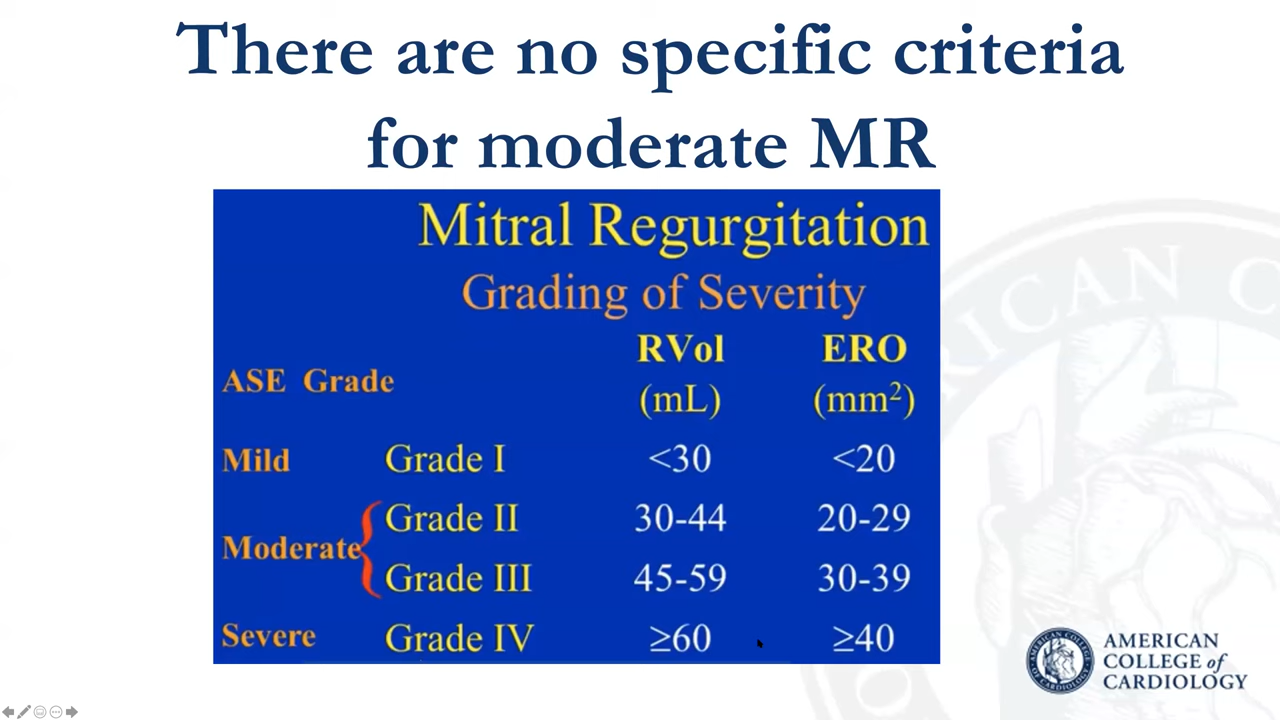 There are no specific criteria
for moderate MR
Mitral Regurgitation
Grading of Severity
RVol ERO
ASE Grade (mL) (mm²)
Mild Grade I <30 <20
Grade II 30-44 20-29
Moderate
Grade III 45-59 30-39
Severe Grade IV ≥60 ≥40
AMERICAN
COLLEGE of
CARDIOLOGY